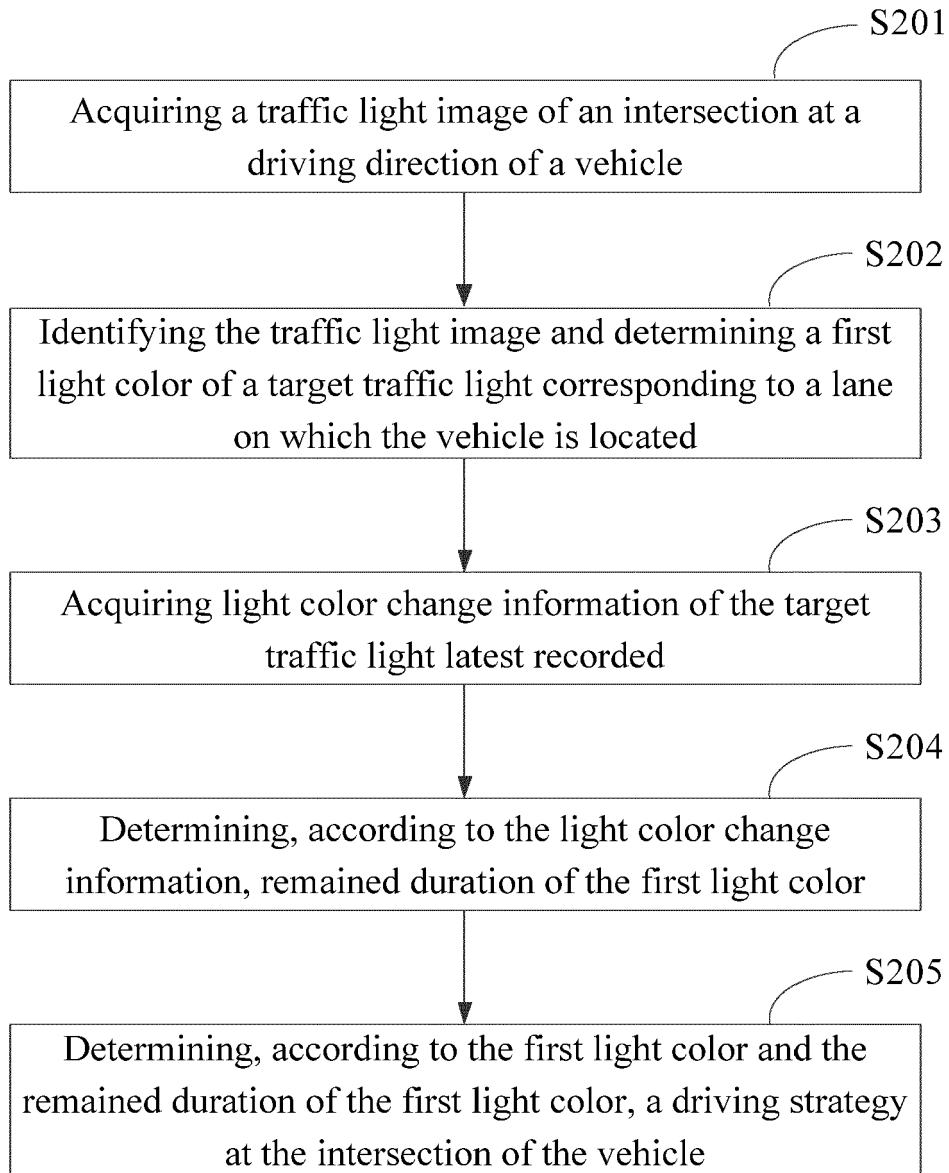 S201
Acquiring a traffic light image of an intersection at a
driving direction of a vehicle
S202
Identifying the traffic light image and determining a first
light color of a target traffic light corresponding to a lane
on which the vehicle is located
S203
Acquiring light color change information of the target
traffic light latest recorded
S204
Determining, according to the light color change
information, remained duration of the first light color
S205
Determining, according to the first light color and the
remained duration of the first light color, a driving strategy
at the intersection of the vehicle